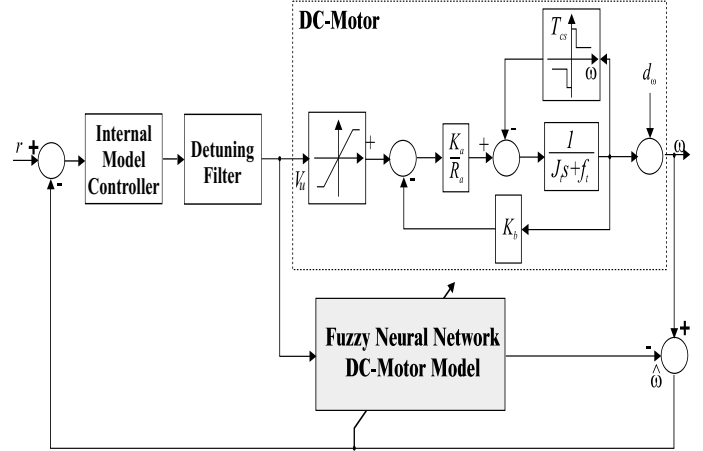 DC-Motor
T_cs
ω
d_ω
r
+
-
Internal
Model
Controller
Detuning
Filter
V_u
+
-
K_a
R_a
+
-
1
J_t s+f_t
ω
K_b
Fuzzy Neural Network
DC-Motor Model
-
+
ω̂